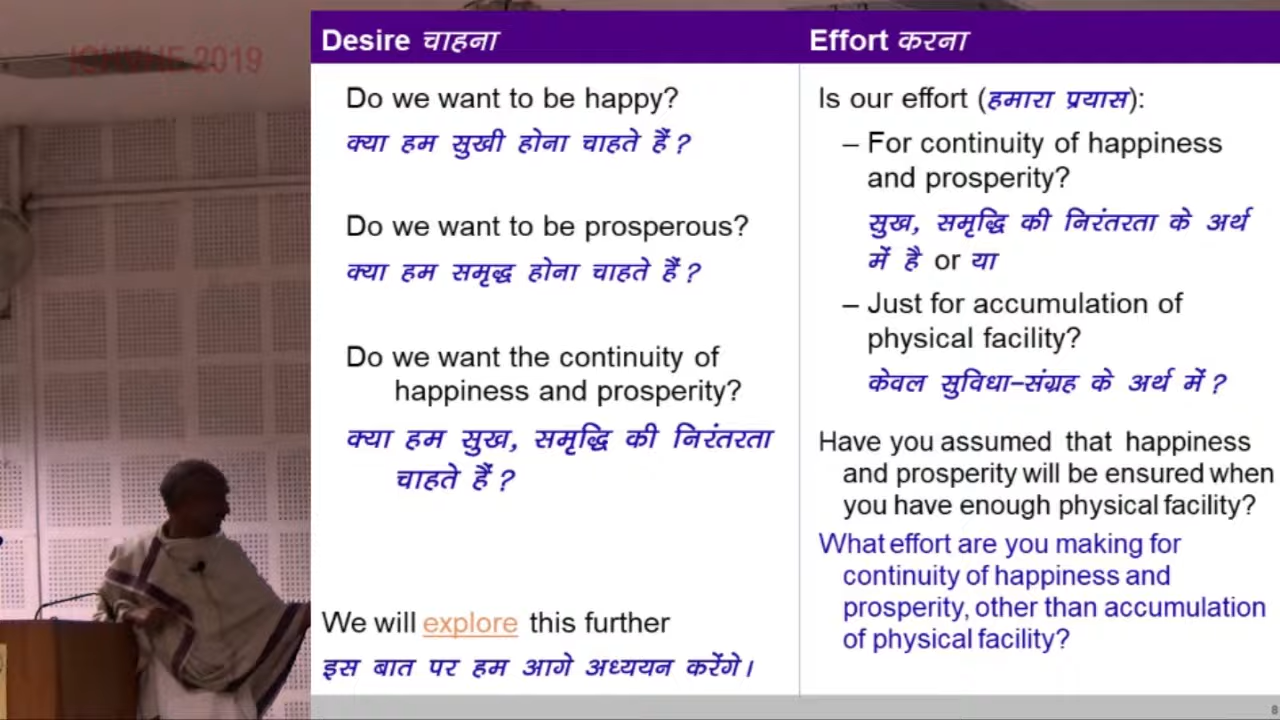 ICHVHE 2019
Desire चाहना
Do we want to be happy?
क्या हम सुखी होना चाहते हैं ?
Do we want to be prosperous?
क्या हम समृद्ध होना चाहते हैं ?
Do we want the continuity of
happiness and prosperity?
क्या हम सुख, समृद्धि की निरंतरता
चाहते हैं ?
We will explore this further
इस बात पर हम आगे अध्ययन करेंगे।
Effort करना
Is our effort (हमारा प्रयास):
– For continuity of happiness
and prosperity?
सुख, समृद्धि की निरंतरता के अर्थ
में है or या
– Just for accumulation of
physical facility?
केवल सुविधा–संग्रह के अर्थ में ?
Have you assumed that happiness
and prosperity will be ensured when
you have enough physical facility?
What effort are you making for
continuity of happiness and
prosperity, other than accumulation
of physical facility?
8